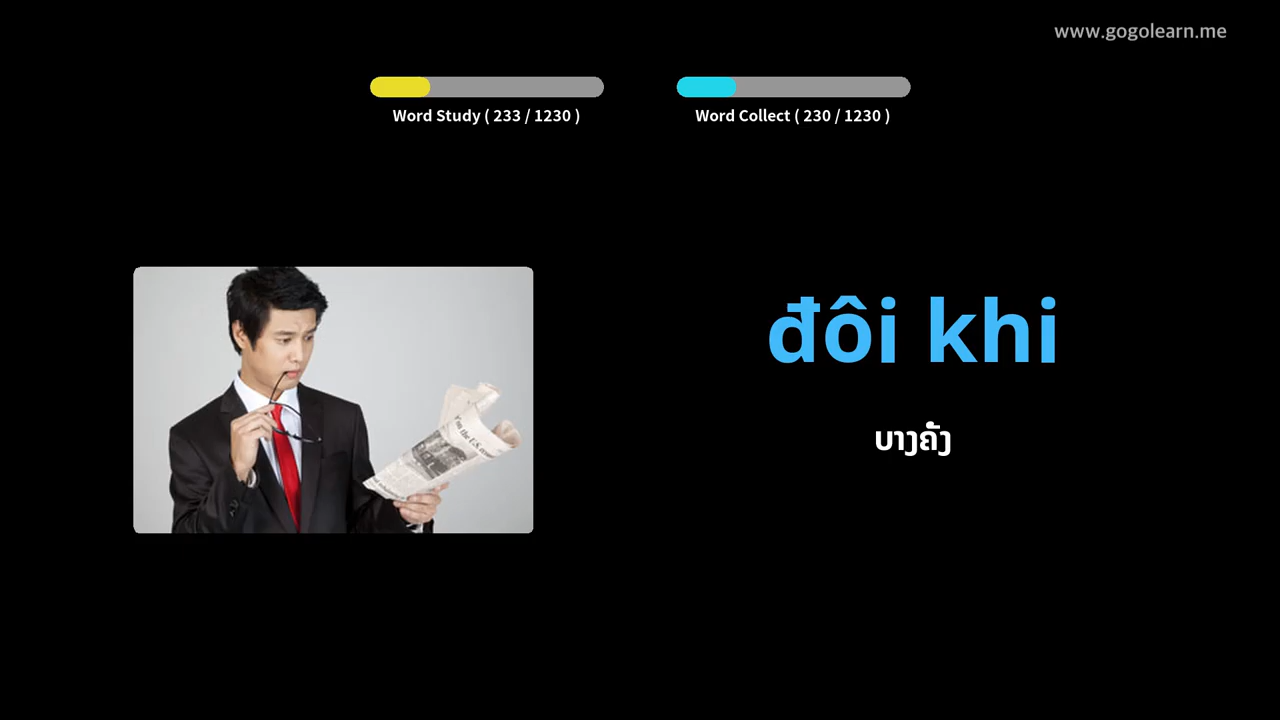 www.gogolearn.me
Word Study ( 233 / 1230 )
Word Collect ( 230 / 1230 )
đôi khi
ບາງຄັ້ງ